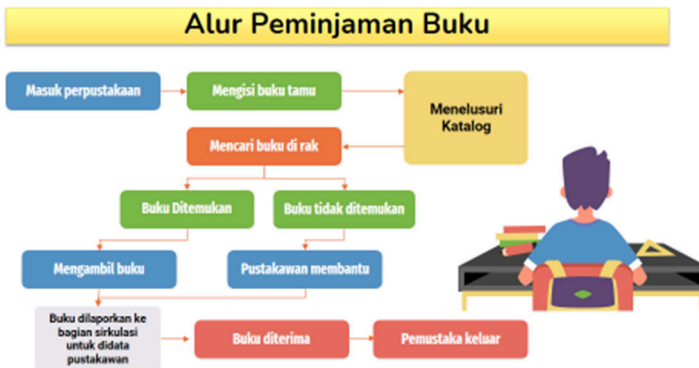 Alur Peminjaman Buku
Masuk perpustakaan
Mengisi buku tamu
Menelusuri
Katalog
Mencari buku di rak
Buku Ditemukan
Buku tidak ditemukan
Mengambil buku
Pustakawan membantu
Buku dilaporkan ke
bagian sirkulasi
untuk didata
pustakawan
Buku diterima
Pemustaka keluar